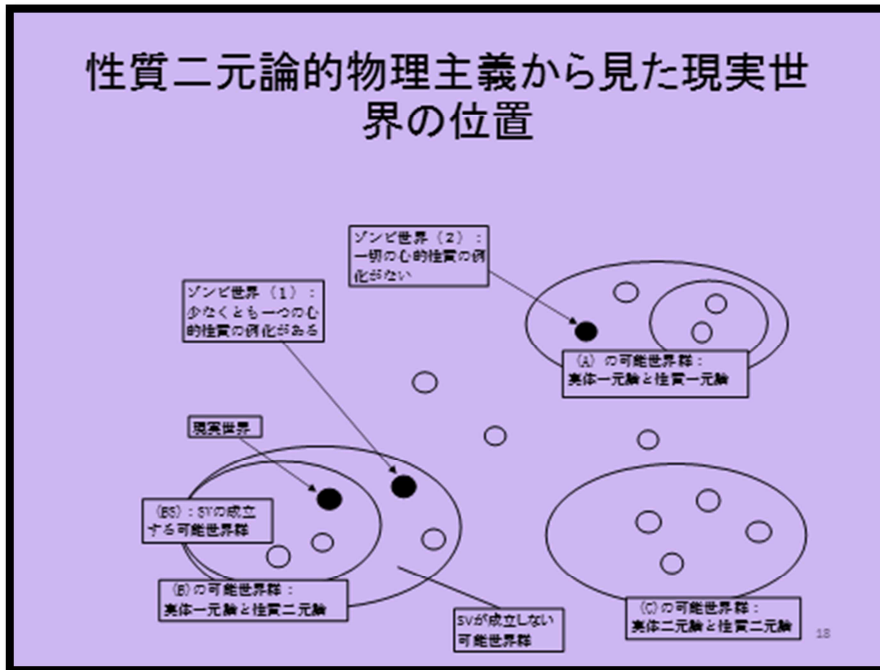 性質二元論的物理主義から見た現実世
界の位置
ゾンビ世界（２）：
一切の心的性質の例
化がない
ゾンビ世界（１）：
少なくとも一つの心
的性質の例化がある
（A）の可能世界群：
実体一元論と性質一元論
現実世界
（BS）：SVの成立
する可能世界群
（B）の可能世界群：
実体一元論と性質二元論
SVが成立しない
可能世界群
（C）の可能世界群：
実体二元論と性質二元論
18